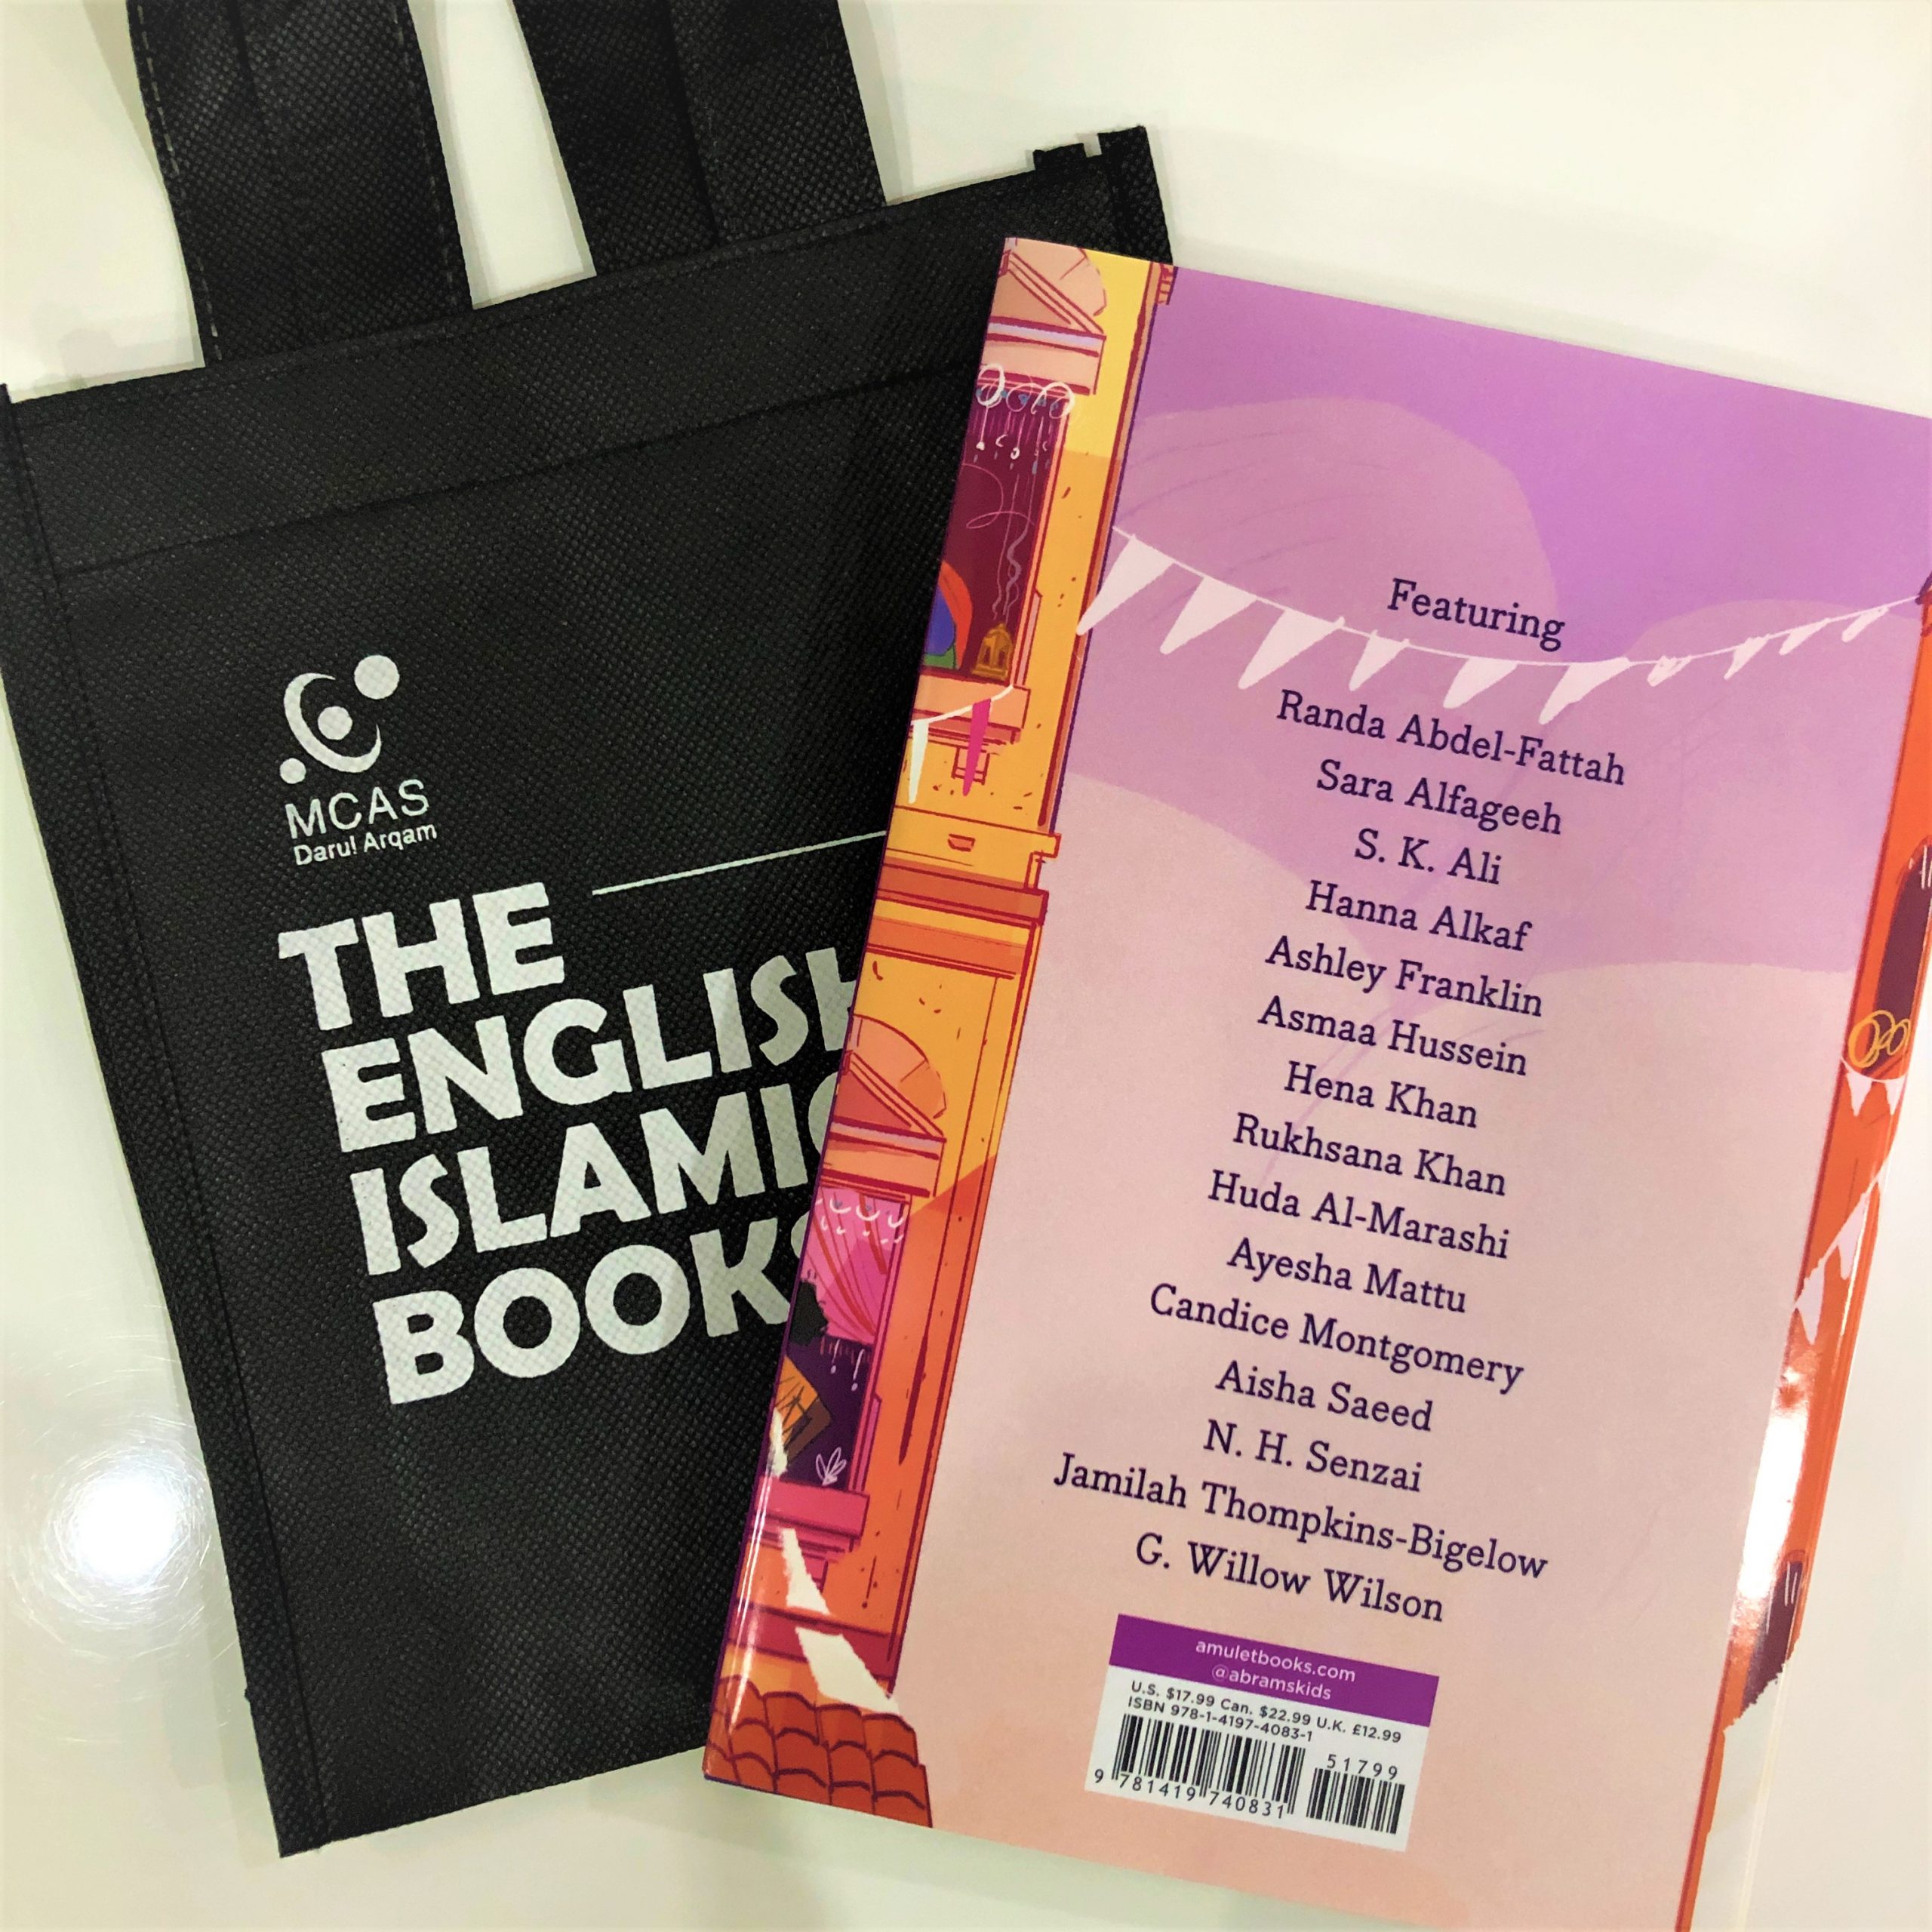 MCAS
Darul Arqam
THE
ENGLISH
ISLAMIC
BOOK
Featuring
Randa Abdel-Fattah
Sara Alfageeh
S. K. Ali
Hanna Alkaf
Ashley Franklin
Asmaa Hussein
Hena Khan
Rukhsana Khan
Huda Al-Marashi
Ayesha Mattu
Candice Montgomery
Aisha Saeed
N. H. Senzai
Jamilah Thompkins-Bigelow
G. Willow Wilson
amuletbooks.com
@abramskids
U.S. $17.99 Can. $22.99 U.K. £12.99
ISBN 978-1-4197-4083-1
51799
9 781419 740831